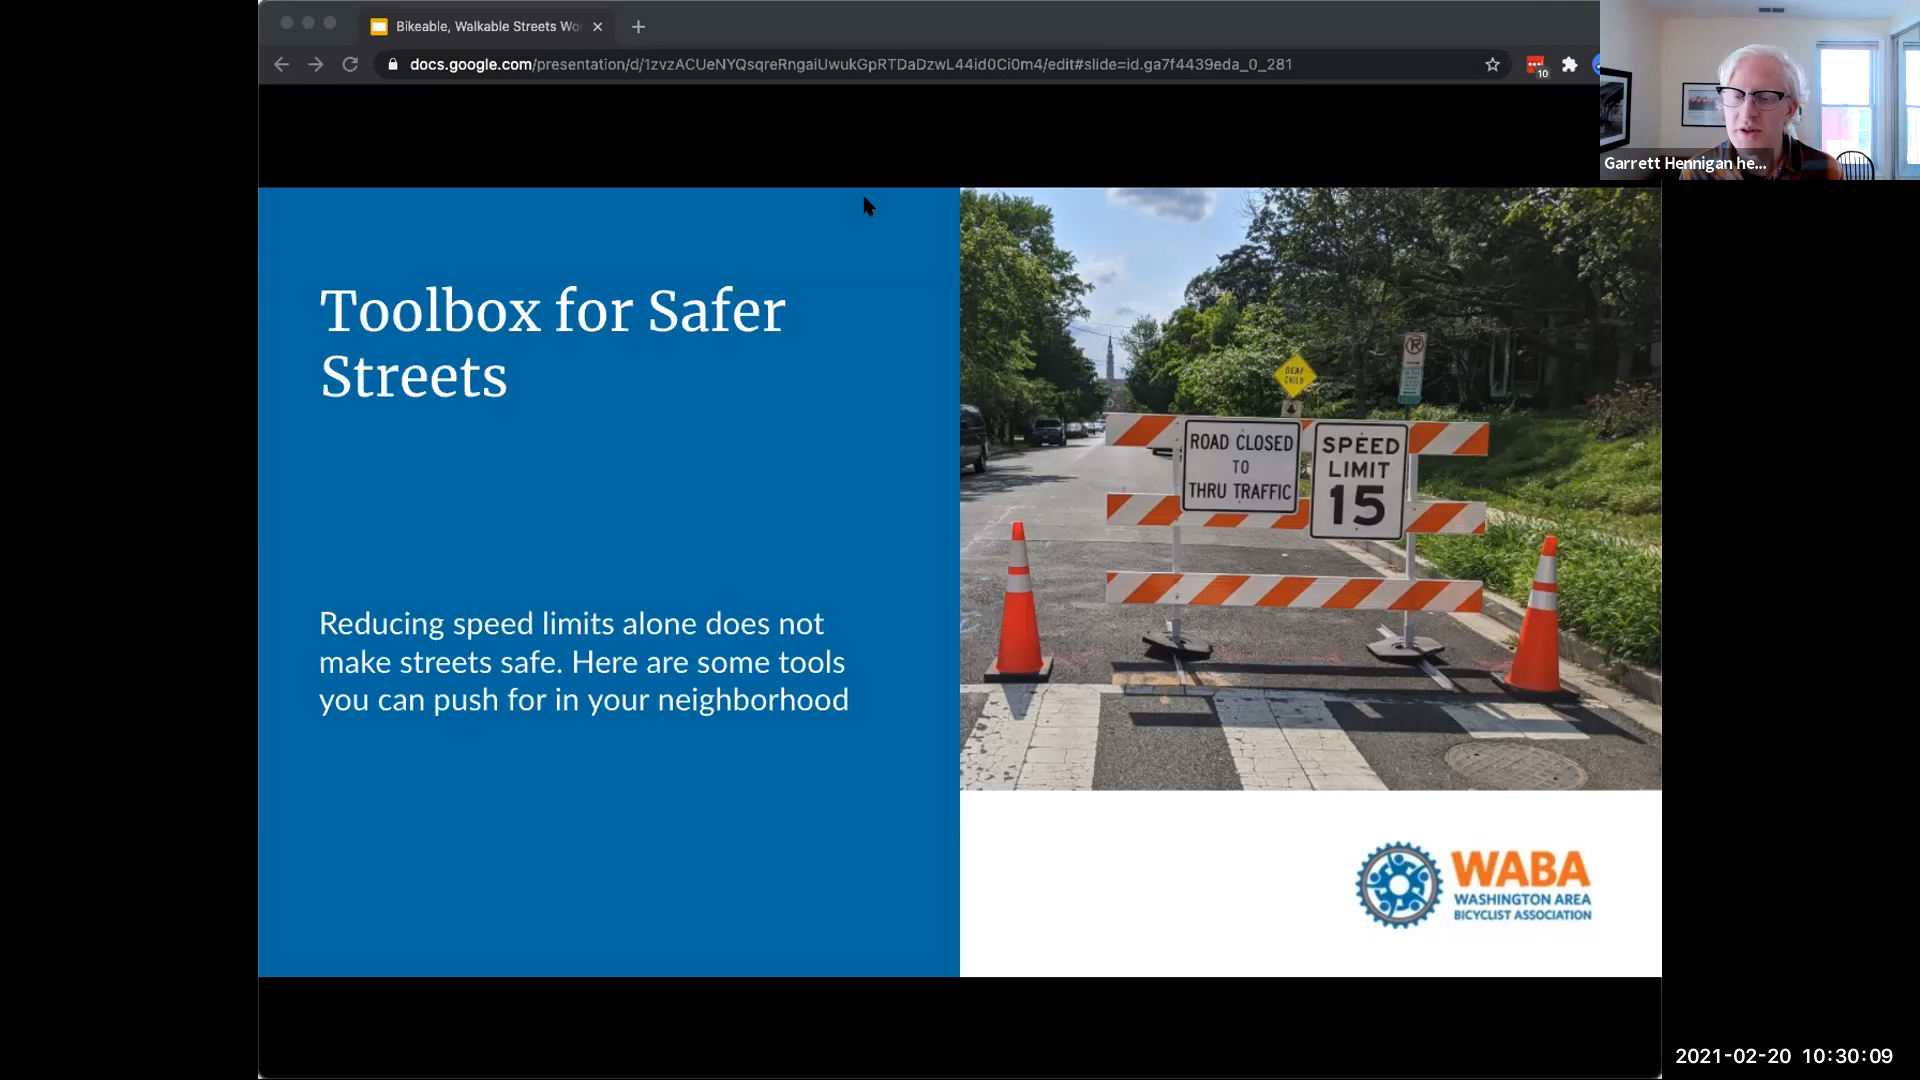 Bikeable, Walkable Streets Wo
docs.google.com/presentation/d/1zvzACUeNYQsqreRngaiUwukGpRTDaDzwL44id0Ci0m4/edit#slide=id.ga7f4439eda_0_281
10
Garrett Hennigan he...
Toolbox for Safer
Streets
Reducing speed limits alone does not
make streets safe. Here are some tools
you can push for in your neighborhood
DEAF
CHILD
ROAD CLOSED
TO
THRU TRAFFIC
SPEED
LIMIT
15
WABA
WASHINGTON AREA
BICYCLIST ASSOCIATION
2021-02-20 10:30:09